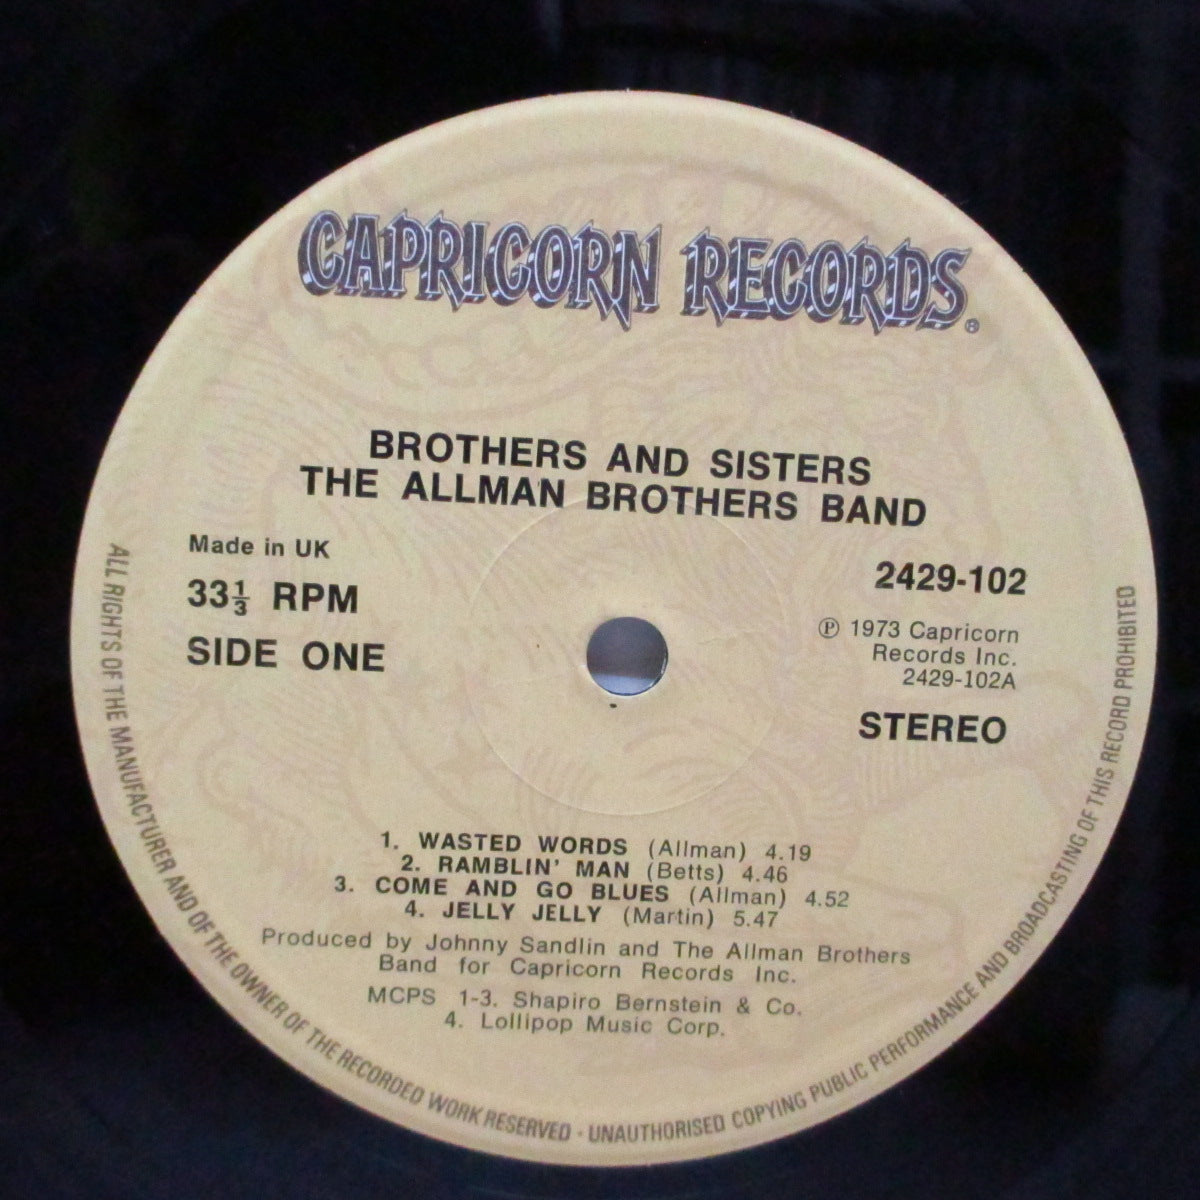 CAPRICORN RECORDS®
BROTHERS AND SISTERS
THE ALLMAN BROTHERS BAND
Made in UK
33⅓ RPM
SIDE ONE
2429-102
℗ 1973 Capricorn
Records Inc.
2429-102A
STEREO
1. WASTED WORDS (Allman) 4.19
2. RAMBLIN' MAN (Betts) 4.46
3. COME AND GO BLUES (Allman) 4.52
4. JELLY JELLY (Martin) 5.47
Produced by Johnny Sandlin and The Allman Brothers
Band for Capricorn Records Inc.
MCPS 1-3. Shapiro Bernstein & Co.
4. Lollipop Music Corp.
ALL RIGHTS OF THE MANUFACTURER AND OF THE OWNER OF THE RECORDED WORK RESERVED · UNAUTHORISED COPYING PUBLIC PERFORMANCE AND BROADCASTING OF THIS RECORD PROHIBITED